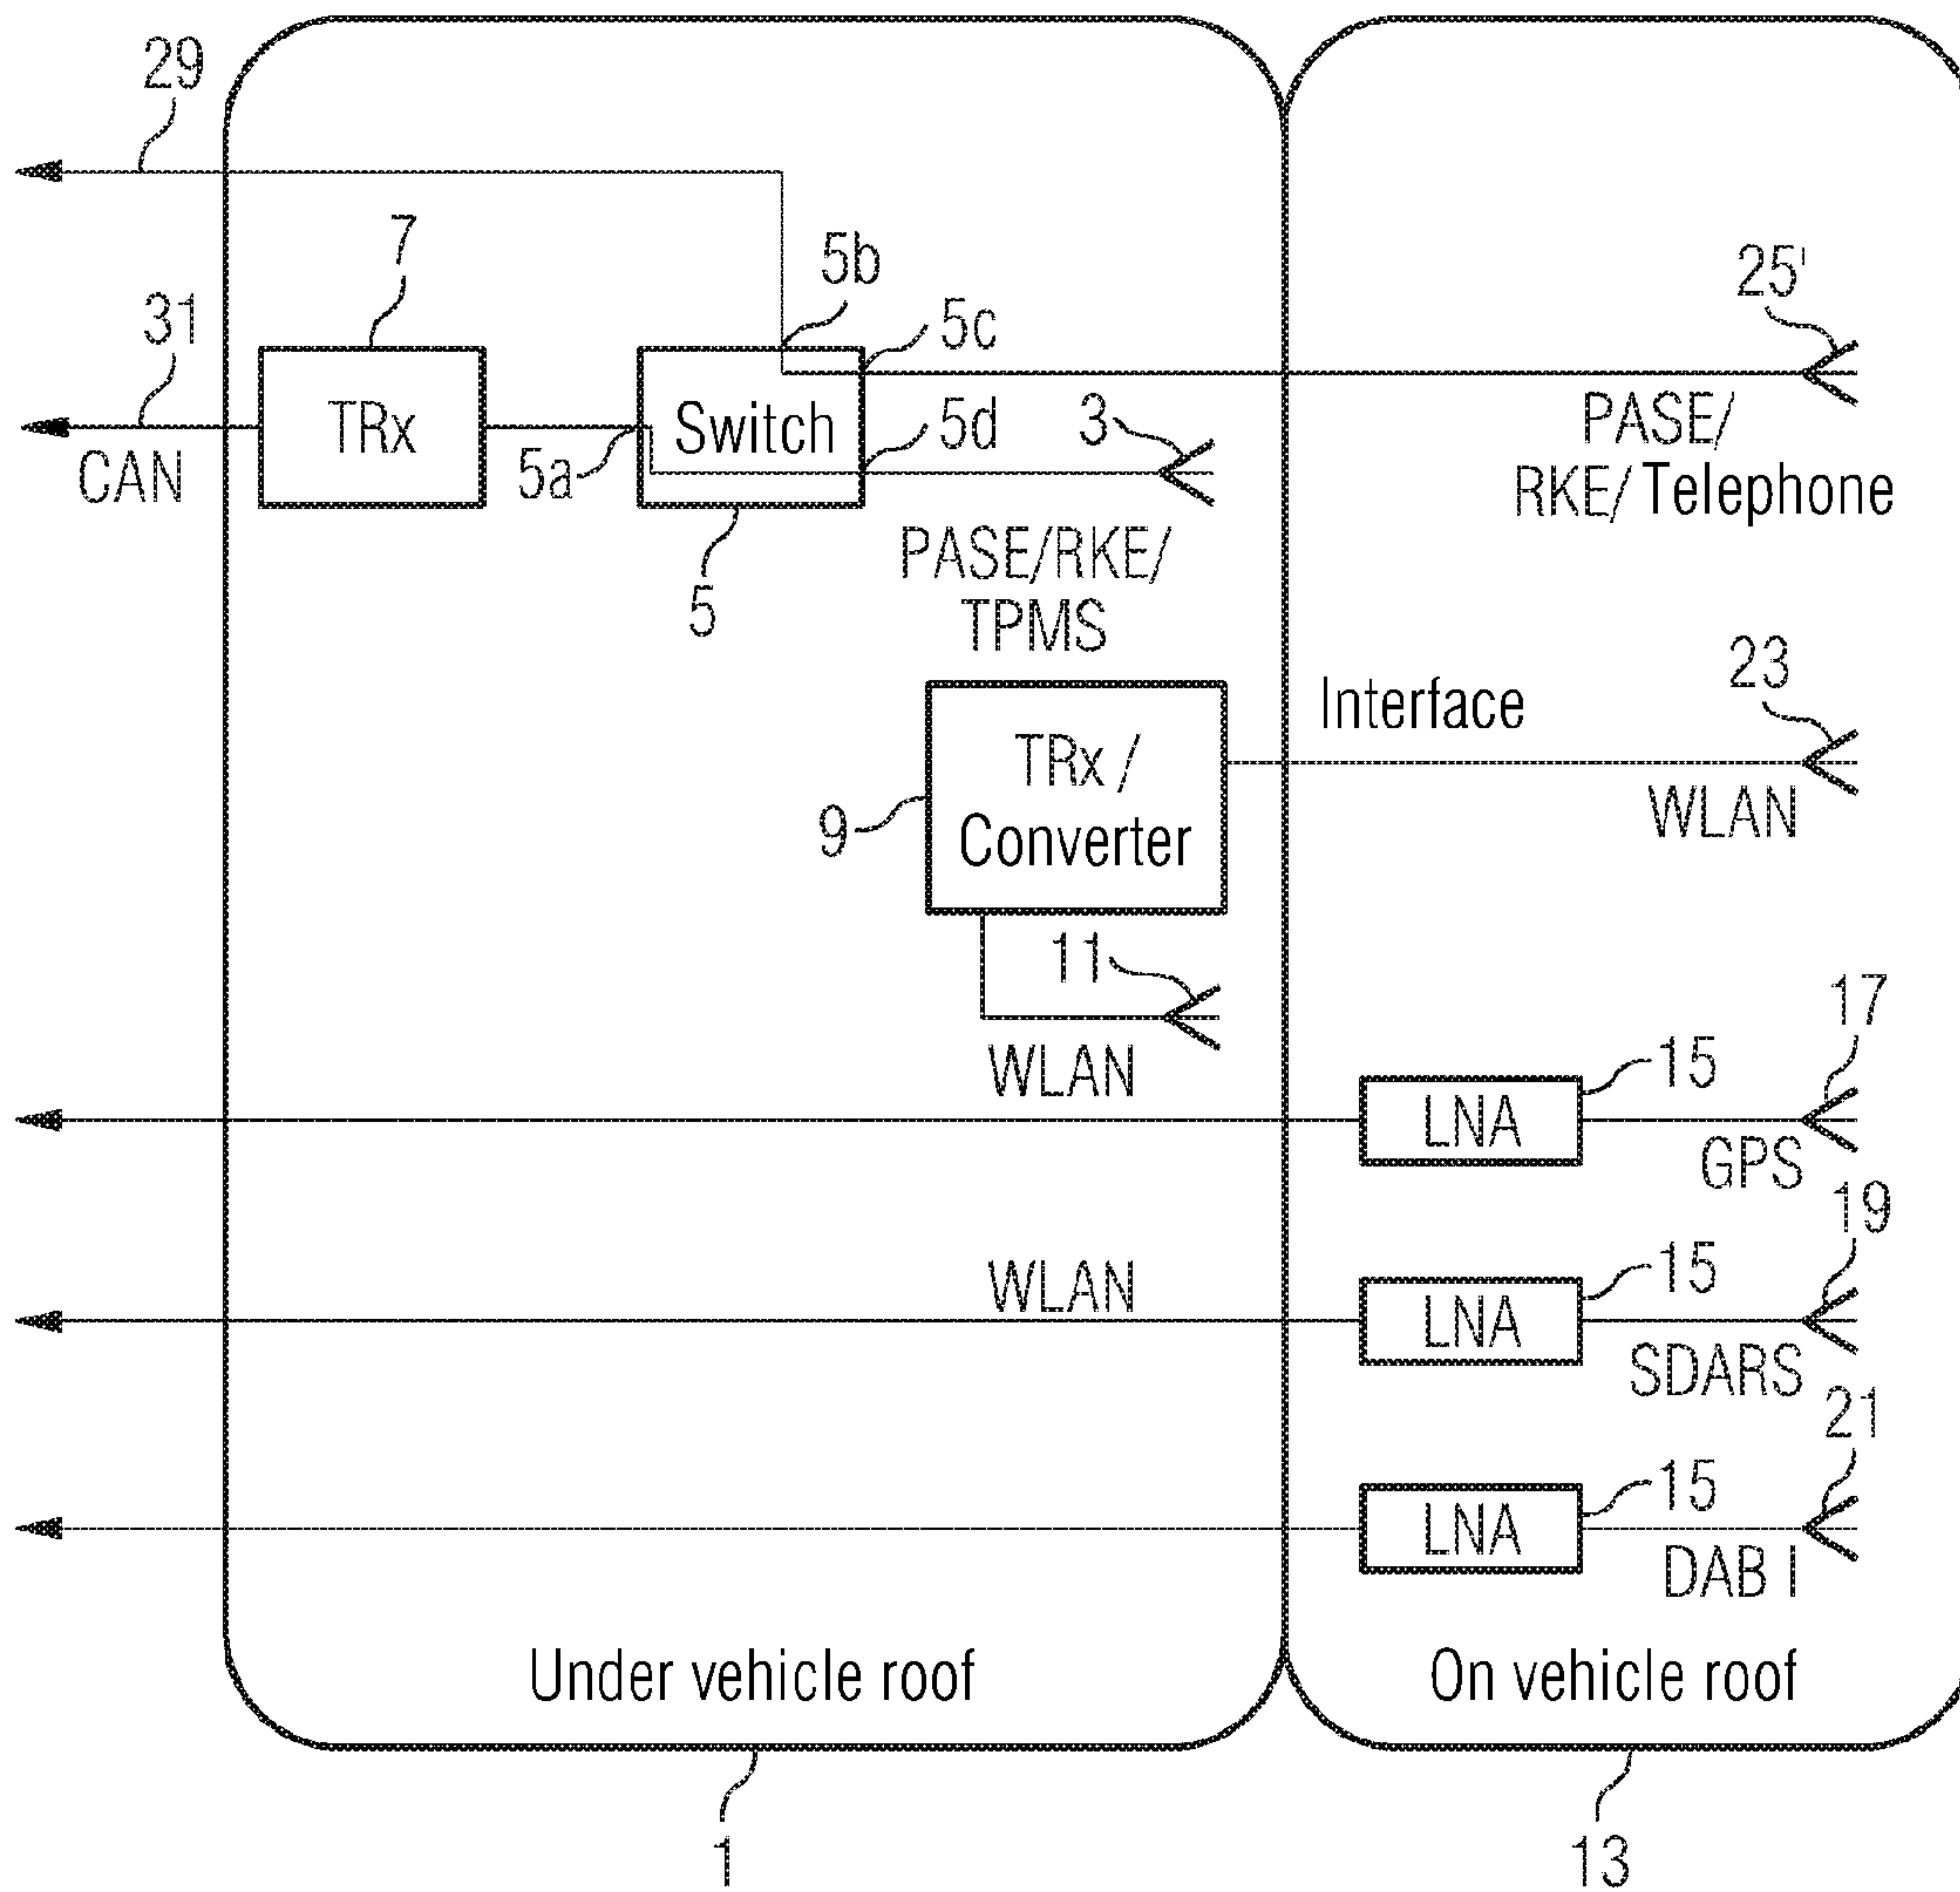 29
7
5b
25'
31
5c
TRx
Switch
5d
3
PASE/
CAN
5a
RKE/ Telephone
PASE/RKE/
5
TPMS
23
Interface
TRx /
9
Converter
WLAN
11
17
WLAN
15
LNA
GPS
19
WLAN
15
LNA
SDARS
21
15
LNA
DAB I
Under vehicle roof
On vehicle roof
1
13